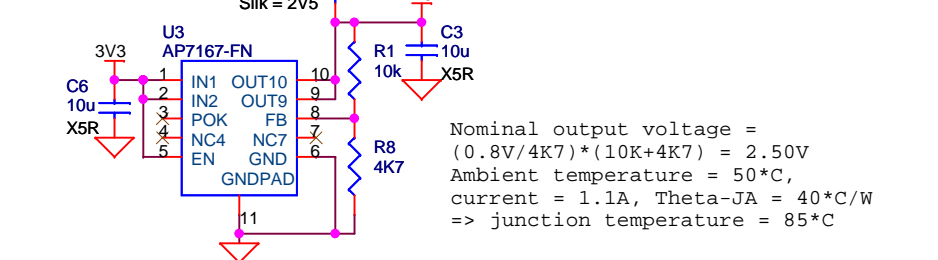 Silk = 2V5
U3
AP7167-FN
3V3
C6
10u
X5R
1
2
3
4
5
IN1
IN2
POK
NC4
EN
OUT10
OUT9
FB
NC7
GND
GNDPAD
10
9
8
7
6
11
R1
10k
C3
10u
X5R
R8
4K7
Nominal output voltage =
(0.8V/4K7)*(10K+4K7) = 2.50V
Ambient temperature = 50*C,
current = 1.1A, Theta-JA = 40*C/W
=> junction temperature = 85*C